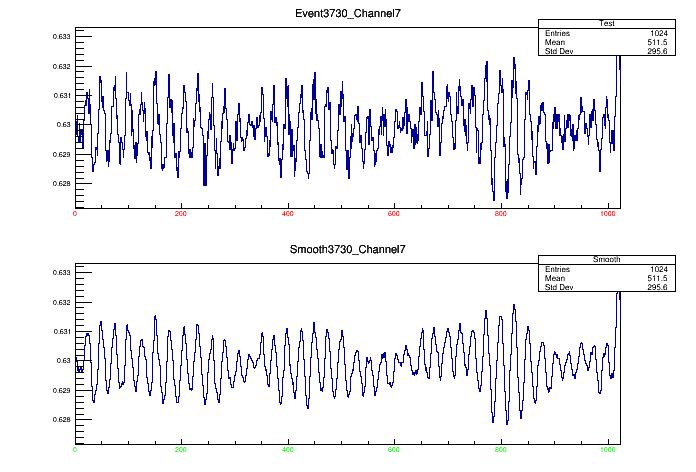 Event3730_Channel7
Test
Entries 1024
Mean 511.5
Std Dev 295.6
0.633
0.632
0.631
0.63
0.629
0.628
0 200 400 600 800 1000
Smooth3730_Channel7
Smooth
Entries 1024
Mean 511.5
Std Dev 295.6
0.633
0.632
0.631
0.63
0.629
0.628
0 200 400 600 800 1000